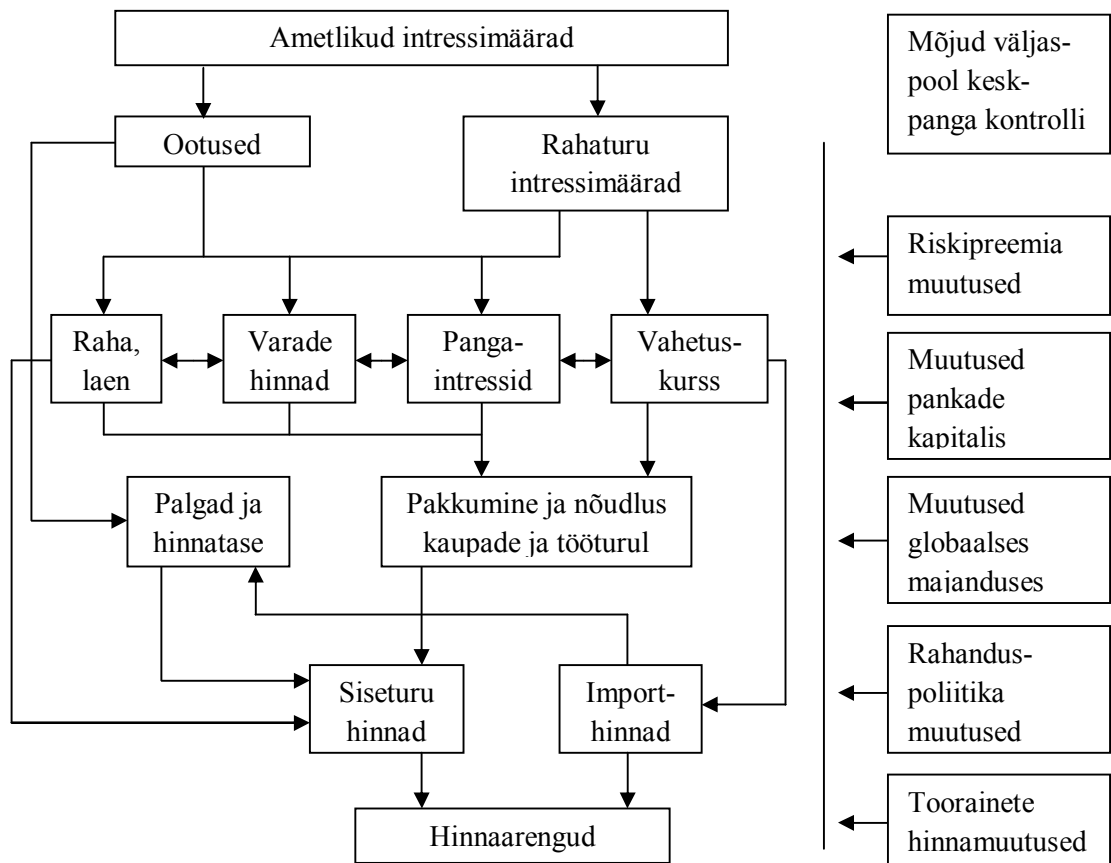 Ametlikud intressimäärad
Ootused
Rahaturu
intressimäärad
Raha,
laen
Varade
hinnad
Panga-
intressid
Vahetus-
kurss
Palgad ja
hinnatase
Pakkumine ja nõudlus
kaupade ja tööturul
Siseturu
hinnad
Import-
hinnad
Hinnaarengud
Mõjud väljas-
pool kesk-
panga kontrolli
Riskipreemia
muutused
Muutused
pankade
kapitalis
Muutused
globaalses
majanduses
Rahandus-
poliitika
muutused
Toorainete
hinnamuutused